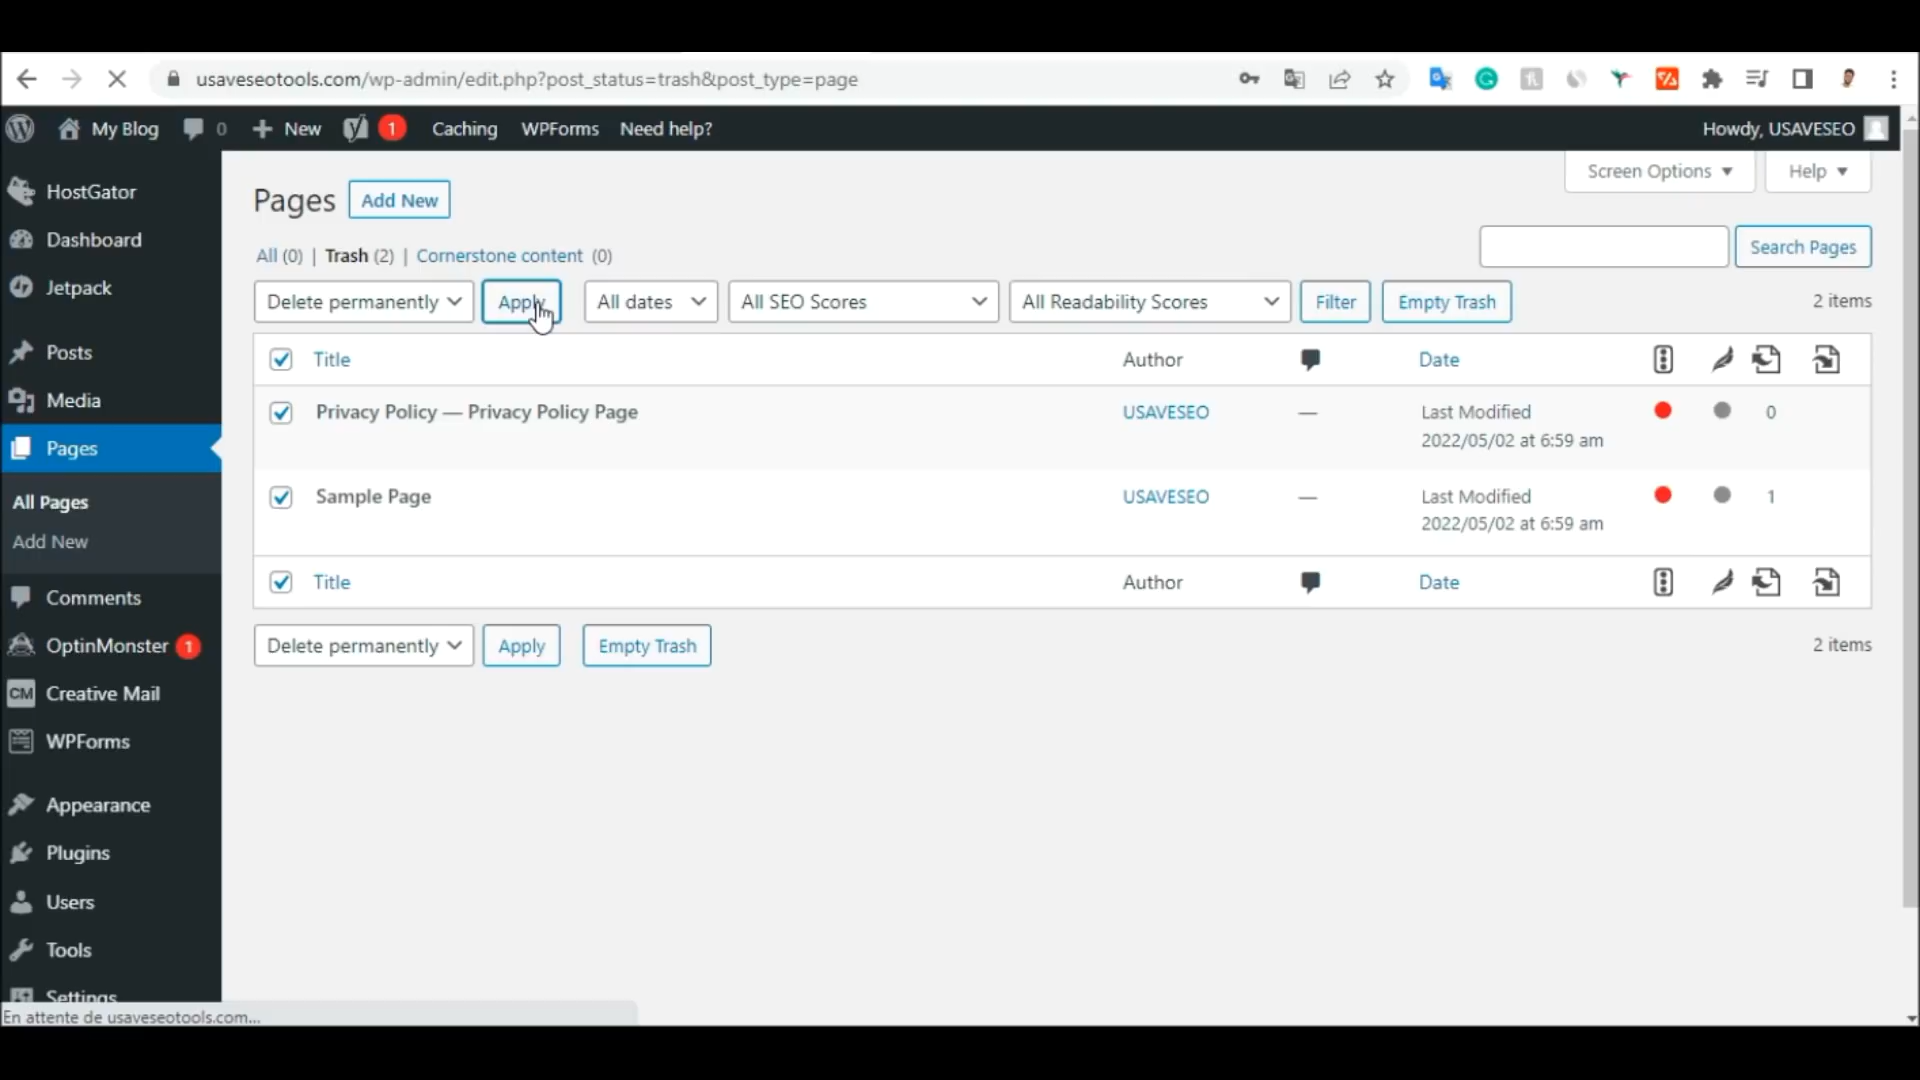 usaveseotools.com/wp-admin/edit.php?post_status=trash&post_type=page
My Blog 0 New 1 Caching WPForms Need help? Howdy, USAVESEO
Screen Options Help
HostGator
Dashboard
Jetpack
Posts
Media
Pages
All Pages
Add New
Comments
OptinMonster 1
CM Creative Mail
WPForms
Appearance
Plugins
Users
Tools
Settings
Pages Add New
All (0) | Trash (2) | Cornerstone content (0)
Search Pages
Delete permanently Apply All dates All SEO Scores All Readability Scores Filter Empty Trash 2 items
Title Author Date
Privacy Policy — Privacy Policy Page USAVESEO — Last Modified 0
2022/05/02 at 6:59 am
Sample Page USAVESEO — Last Modified 1
2022/05/02 at 6:59 am
Title Author Date
Delete permanently Apply Empty Trash 2 items
En attente de usaveseotools.com...